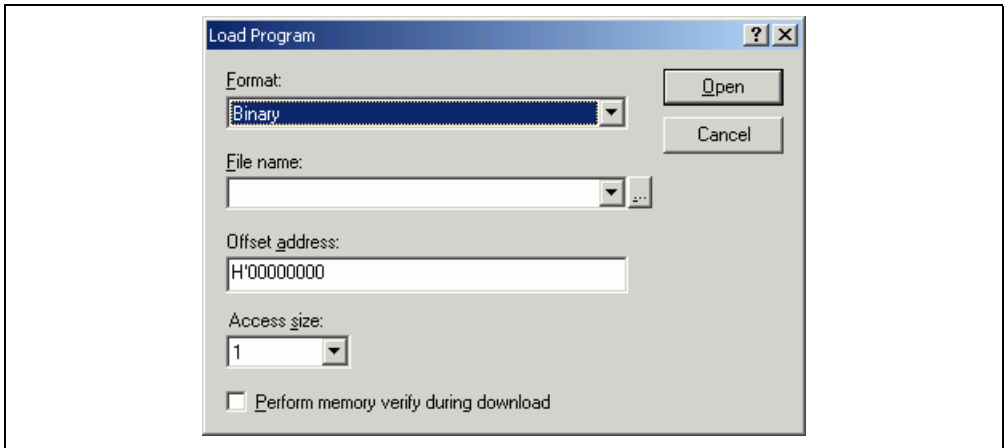 Load Program
Format:
Open
Binary
Cancel
File name:
...
Offset address:
H'00000000
Access size:
1
Perform memory verify during download